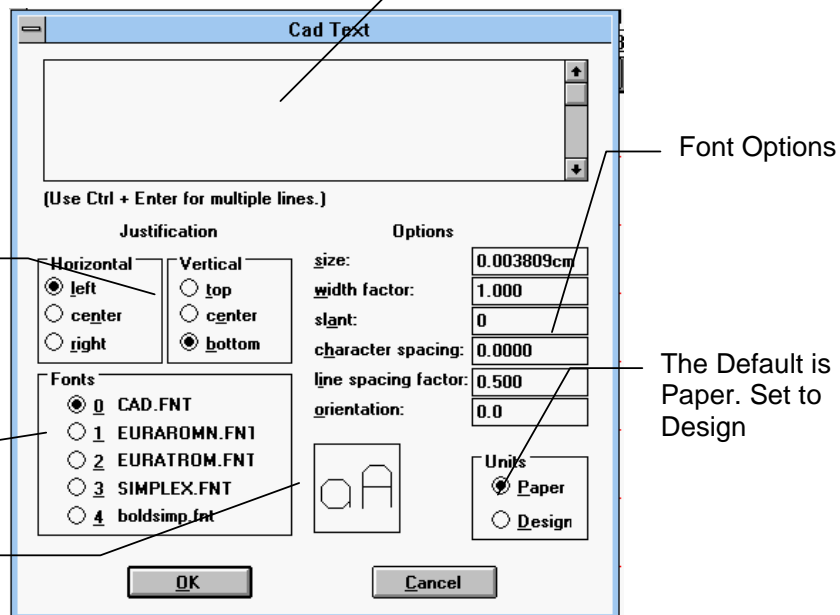 Cad Text
(Use Ctrl + Enter for multiple lines.)
Font Options
Justification
Options
Horizontal
left
center
right
Vertical
top
center
bottom
size: 0.003809cm
width factor: 1.000
slant: 0
character spacing: 0.0000
line spacing factor: 0.500
orientation: 0.0
Fonts
0 CAD.FNT
1 EURAROMN.FNT
2 EURATROM.FNT
3 SIMPLEX.FNT
4 boldsimp.fnt
aA
Units
Paper
Design
The Default is
Paper. Set to
Design
OK
Cancel